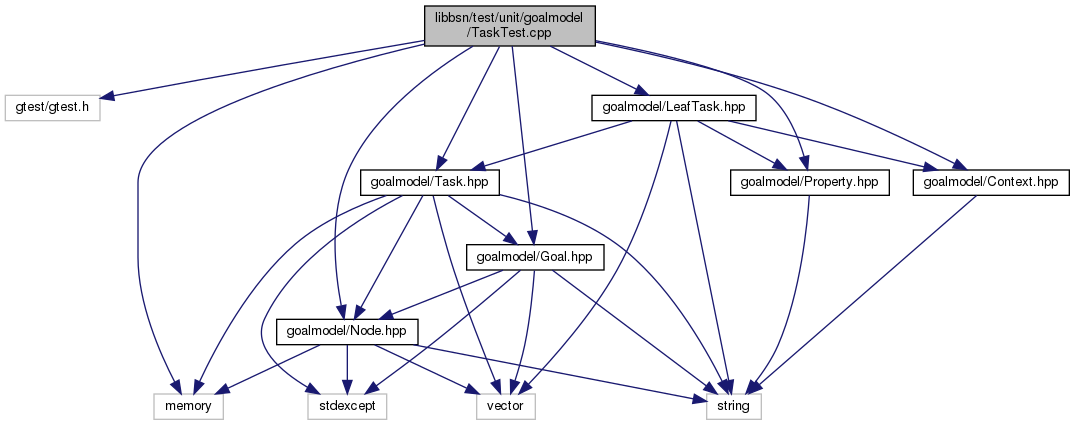 libbsn/test/unit/goalmodel
/TaskTest.cpp
gtest/gtest.h
goalmodel/LeafTask.hpp
goalmodel/Task.hpp
goalmodel/Property.hpp
goalmodel/Context.hpp
goalmodel/Goal.hpp
goalmodel/Node.hpp
memory
stdexcept
vector
string